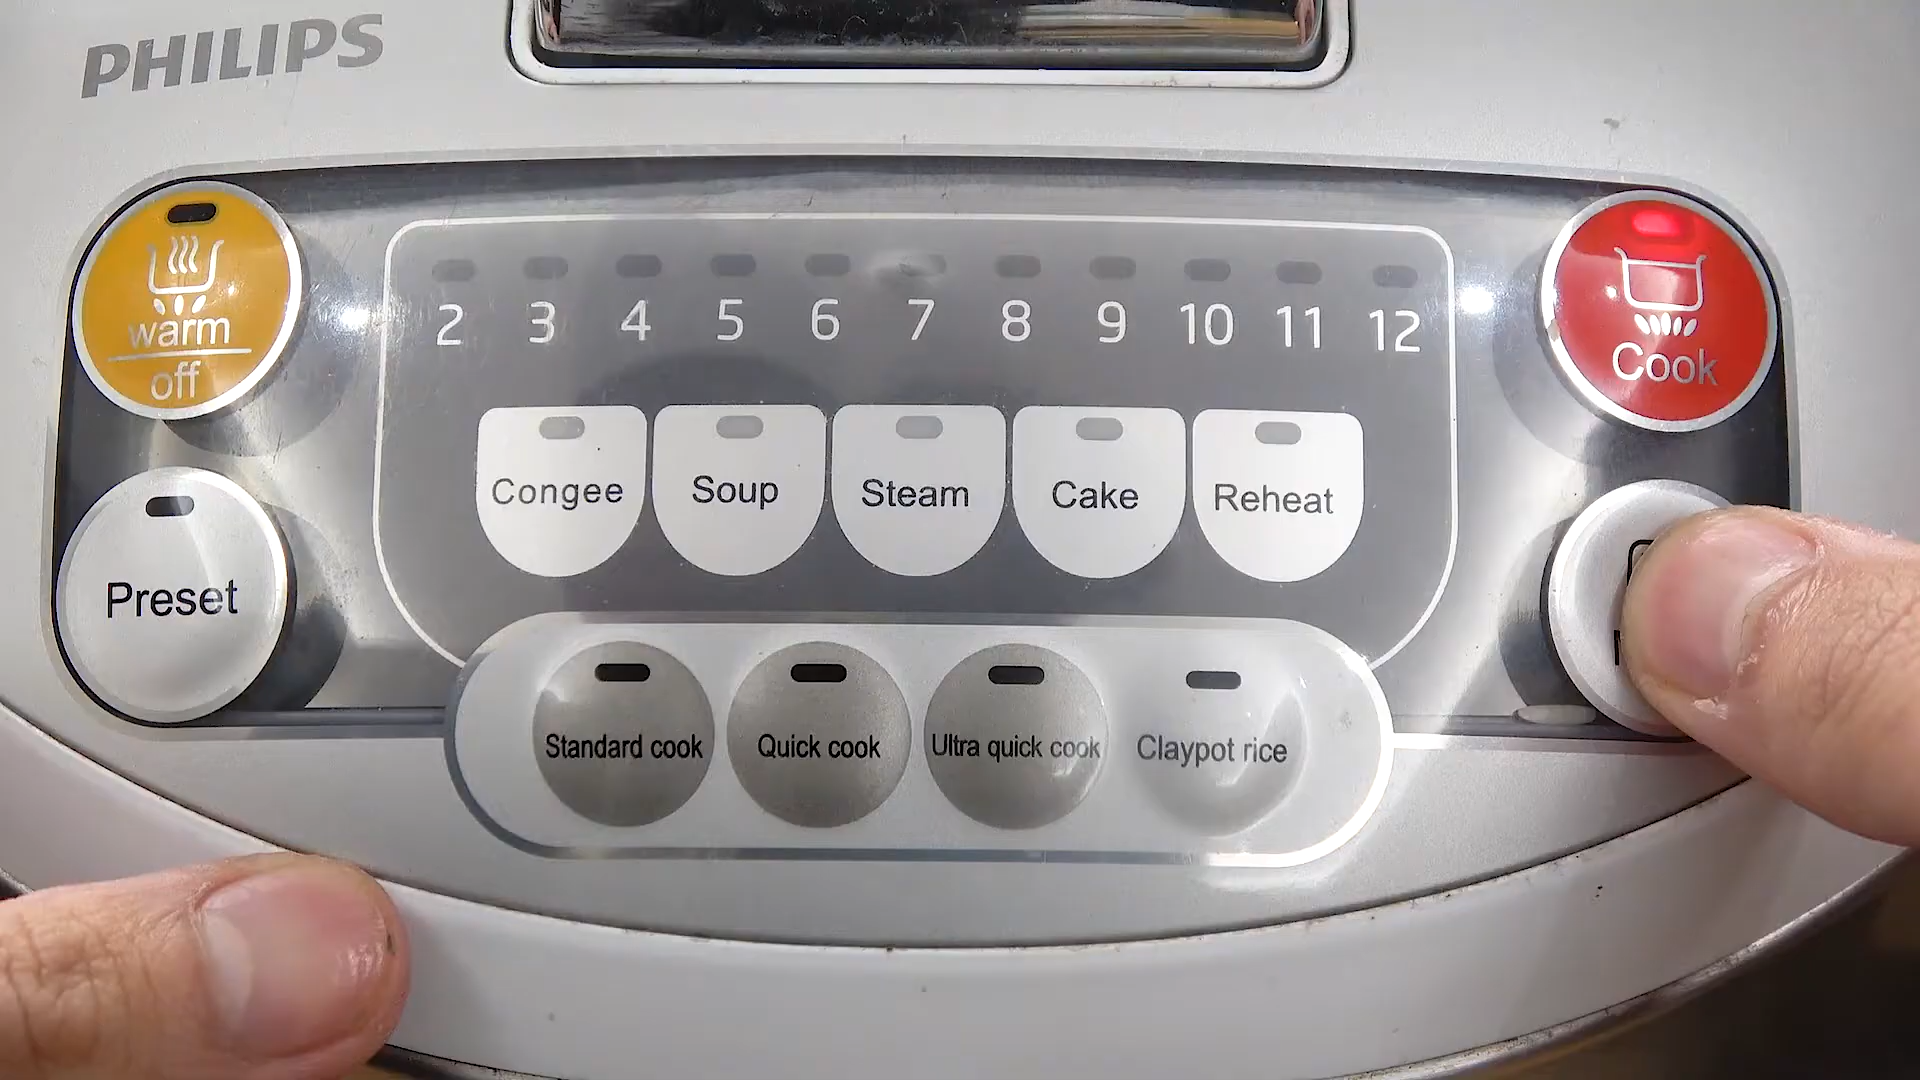 PHILIPS
warm
off
2 3 4 5 6 7 8 9 10 11 12
Cook
Congee Soup Steam Cake Reheat
Preset
Standard cook Quick cook Ultra quick cook Claypot rice